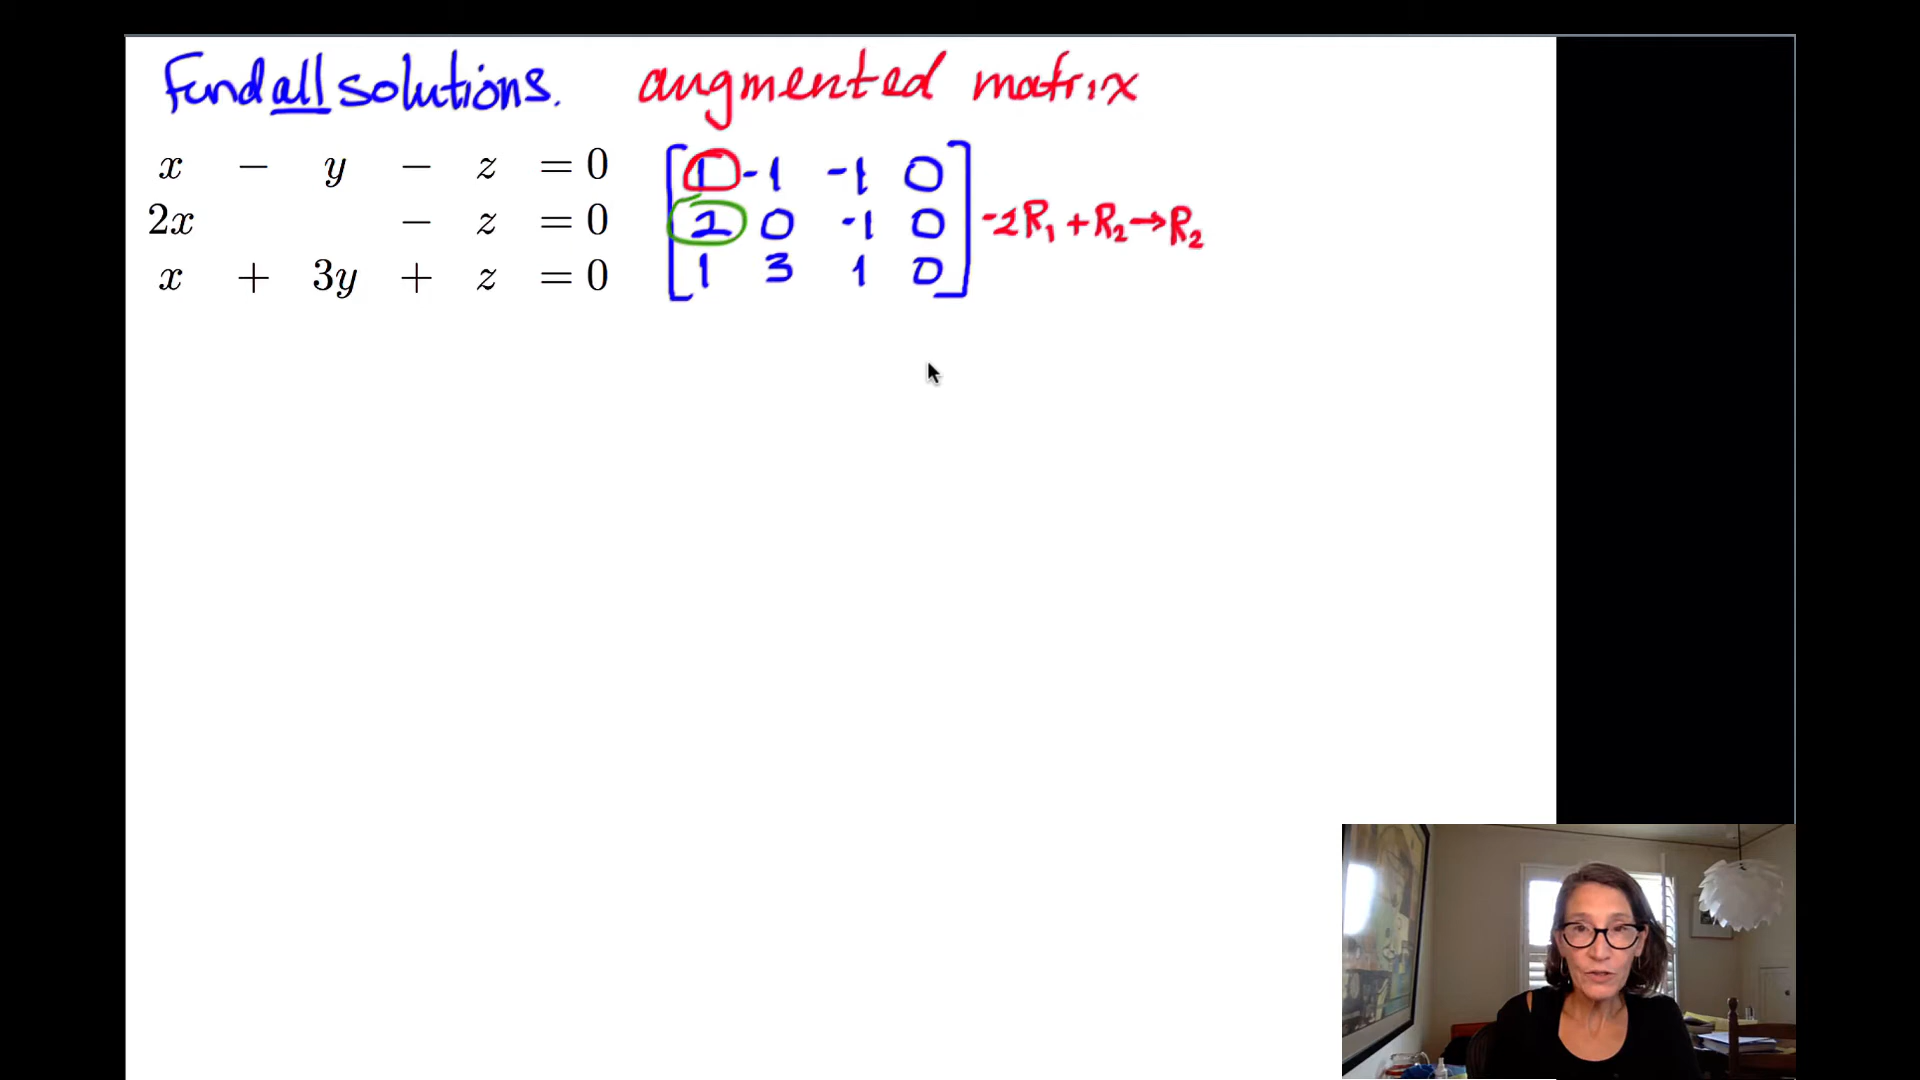 Find all solutions. augmented matrix
x - y - z = 0
2x - z = 0
x + 3y + z = 0
1 -1 -1 0
2 0 -1 0 -2R₁ + R₂ → R₂
1 3 1 0